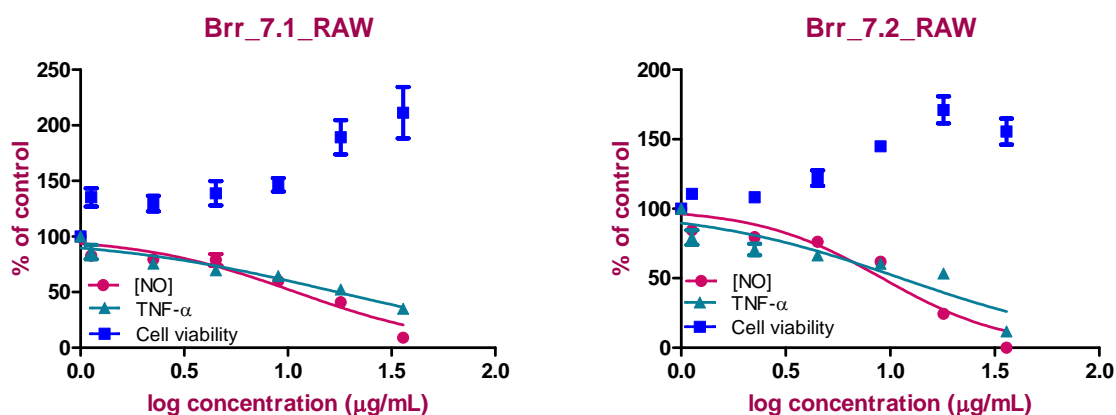 Brr_7.1_RAW
250
200
150
100
50
0
% of control
[NO]
TNF-α
Cell viability
0.0 0.5 1.0 1.5 2.0
log concentration (μg/mL)
Brr_7.2_RAW
200
150
100
50
0
% of control
[NO]
TNF-α
Cell viability
0.0 0.5 1.0 1.5 2.0
log concentration (μg/mL)